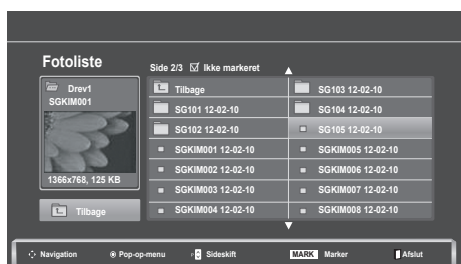 Fotoliste
Side 2/3 Ikke markeret
Drev1
SGKIM001
1366x768, 125 KB
Tilbage
Tilbage
SG101 12-02-10
SG102 12-02-10
SGKIM001 12-02-10
SGKIM002 12-02-10
SGKIM003 12-02-10
SGKIM004 12-02-10
SG103 12-02-10
SG104 12-02-10
SG105 12-02-10
SGKIM005 12-02-10
SGKIM006 12-02-10
SGKIM007 12-02-10
SGKIM008 12-02-10
Navigation Pop-op-menu P Sideskift MARK Marker Afslut